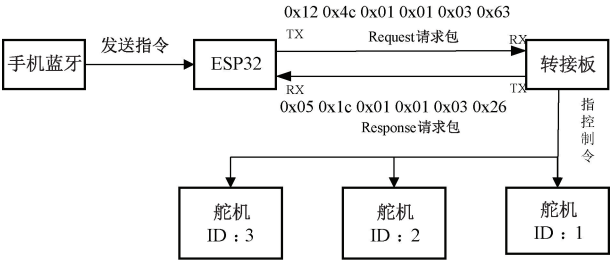 0x12 0x4c 0x01 0x01 0x03 0x63
TX
Request请求包
RX
发送指令
手机蓝牙
ESP32
转接板
RX
TX
0x05 0x1c 0x01 0x01 0x03 0x26
Response请求包
指
控
制
令
舵机
ID：3
舵机
ID：2
舵机
ID：1